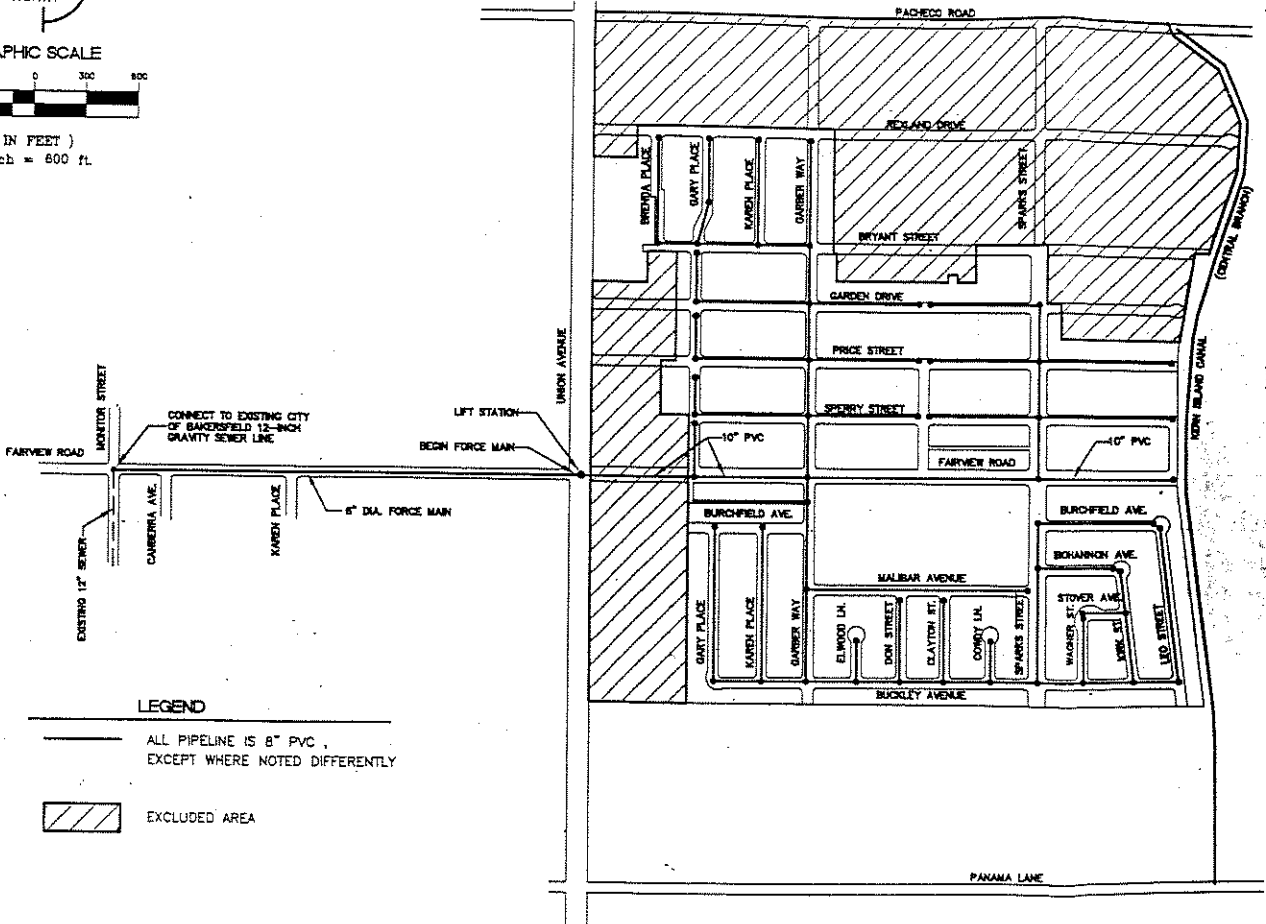 PACHECO ROAD
APHIC SCALE
0 300 600
IN FEET )
ch = 600 ft.
REXLAND DRIVE
BRENDA PLACE
GARY PLACE
KAREN PLACE
GARBER WAY
SPARKS STREET
BRYANT STREET
(CENTRAL BRANCH)
GARDEN DRIVE
UNION AVENUE
PRICE STREET
KERN ISLAND CANAL
MONITOR STREET
CONNECT TO EXISTING CITY
OF BAKERSFIELD 12-INCH
GRAVITY SEWER LINE
LIFT STATION
SPERRY STREET
FAIRVIEW ROAD
BEGIN FORCE MAIN
10" PVC
10" PVC
FAIRVIEW ROAD
EXISTING 12" SEWER
CANBERRA AVE.
KAREN PLACE
6" DIA. FORCE MAIN
BURCHFIELD AVE.
BURCHFIELD AVE.
BOHANNON AVE.
MALIBAR AVENUE
STOVER AVE.
GARY PLACE
KAREN PLACE
GARBER WAY
ELWOOD LN.
DON STREET
CLAYTON ST.
SPARKS STREET
WAGNER ST.
KIRK ST.
LEO STREET
BUCKLEY AVENUE
LEGEND
ALL PIPELINE IS 8" PVC ,
EXCEPT WHERE NOTED DIFFERENTLY
EXCLUDED AREA
PANAMA LANE